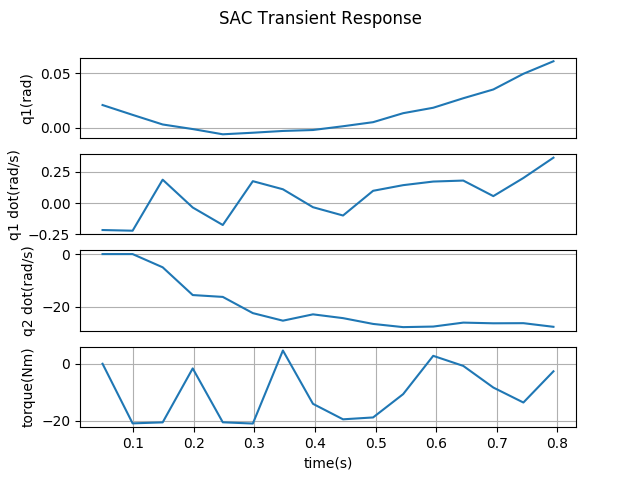 SAC Transient Response
q1(rad)
0.05
0.00
q1 dot(rad/s)
0.25
0.00
−0.25
q2 dot(rad/s)
0
−20
torque(Nm)
0
−20
0.1 0.2 0.3 0.4 0.5 0.6 0.7 0.8
time(s)